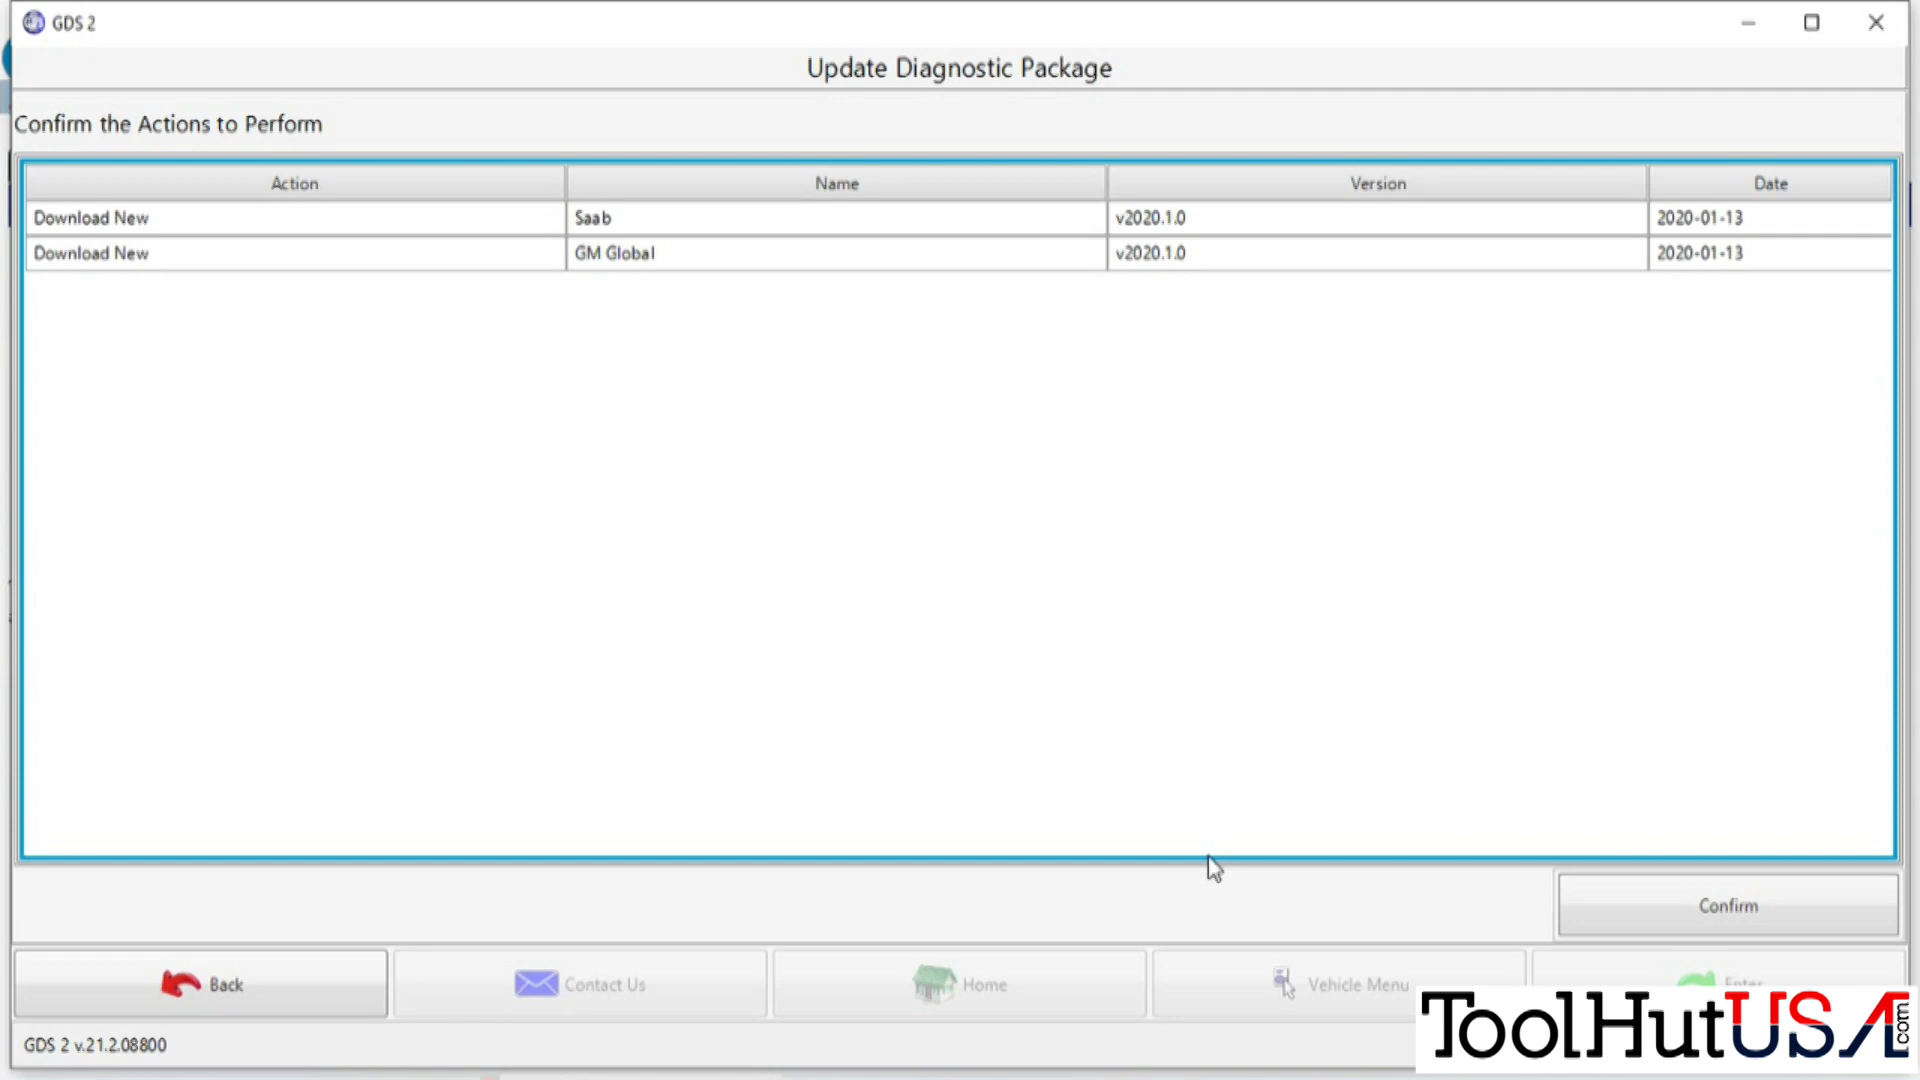 GDS 2
Update Diagnostic Package
Confirm the Actions to Perform
Action Name Version Date
Download New Saab v2020.1.0 2020-01-13
Download New GM Global v2020.1.0 2020-01-13
Confirm
Back Contact Us Home Vehicle Menu Enter
GDS 2 v.21.2.08800
ToolHutUSA.com